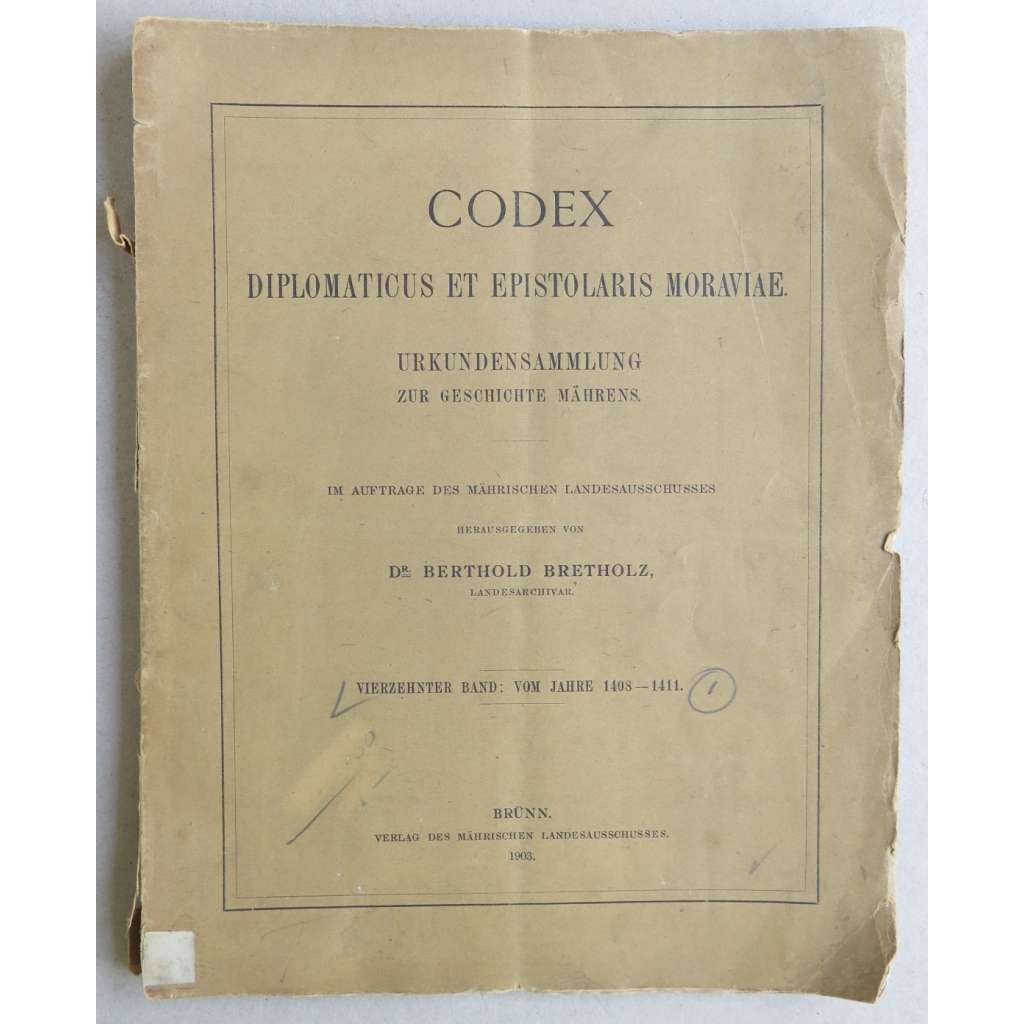 CODEX
DIPLOMATICUS ET EPISTOLARIS MORAVIAE.
URKUNDENSAMMLUNG
ZUR GESCHICHTE MÄHRENS.
IM AUFTRAGE DES MÄHRISCHEN LANDESAUSSCHUSSES
HERAUSGEGEBEN VON
DR. BERTHOLD BRETHOLZ,
LANDESARCHIVAR.
VIERZEHNTER BAND: VOM JAHRE 1408—1411. 1
BRÜNN.
VERLAG DES MÄHRISCHEN LANDESAUSSCHUSSES.
1903.